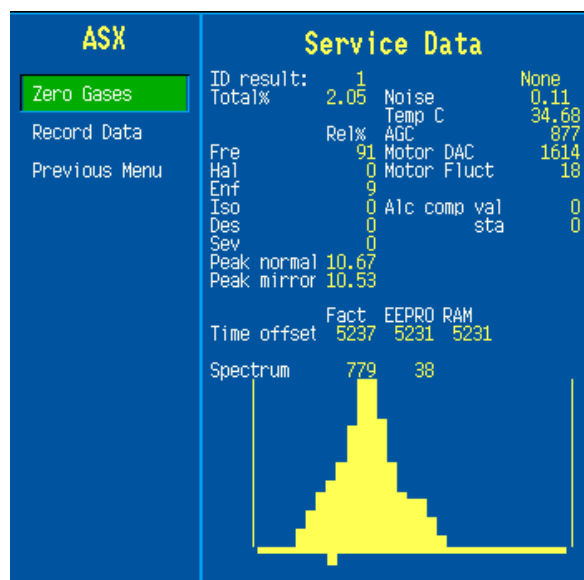 ASX
Zero Gases
Record Data
Previous Menu
Service Data
ID result: 1 None
Total% 2.05 Noise 0.11
Temp C 34.68
Rel% AGC 877
Fre 91 Motor DAC 1614
Hal 0 Motor Fluct 18
Enf 9
Iso 0 Alc comp val 0
Des 0 sta 0
Sev 0
Peak normal 10.67
Peak mirror 10.53
Fact EEPRO RAM
Time offset 5237 5231 5231
Spectrum 779 38